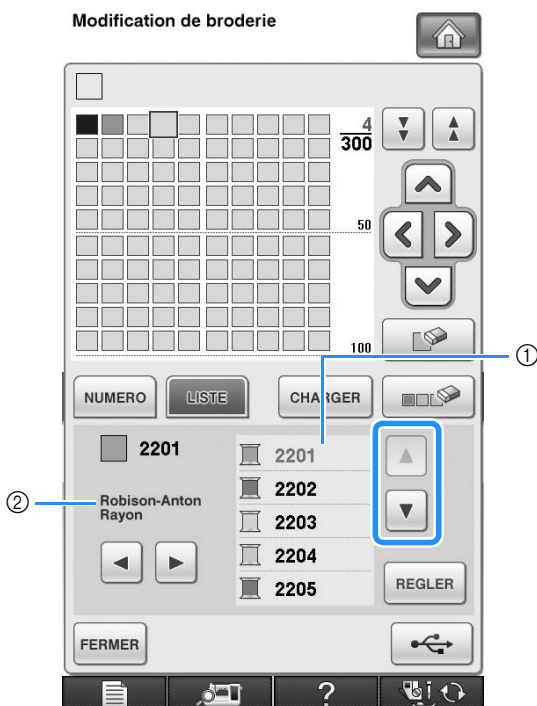 Modification de broderie
4
300
50
100
①
NUMERO LISTE CHARGER
2201
2201
2202
②
Robison-Anton
Rayon
2203
2204
2205
REGLER
FERMER
?
i